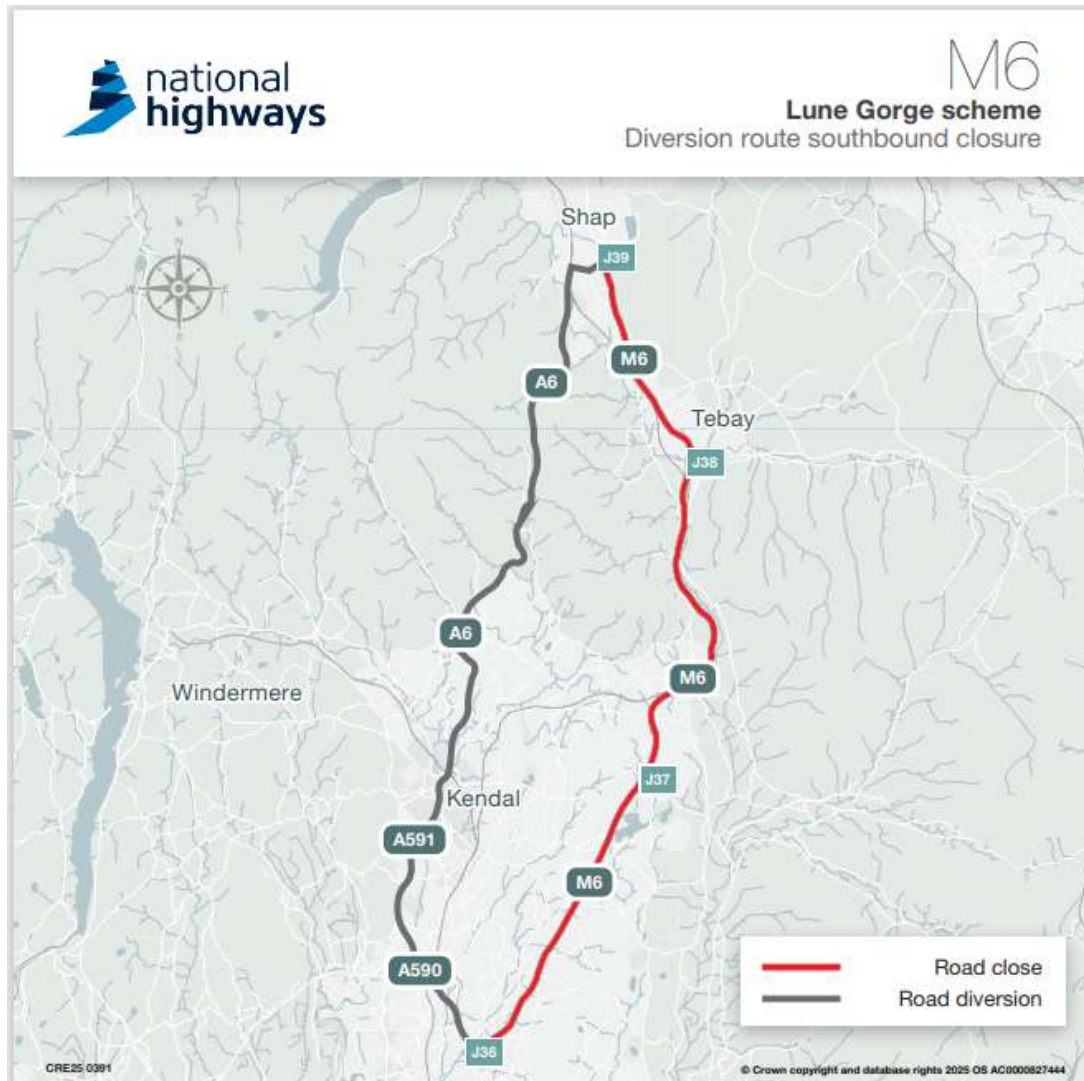 national
highways
M6
Lune Gorge scheme
Diversion route southbound closure
Shap
J39
N
W
E
S
M6
A6
Tebay
J38
A6
M6
Windermere
J37
Kendal
A591
M6
A590
Road close
Road diversion
J36
CRE25 0391
© Crown copyright and database rights 2025 OS AC0000827444